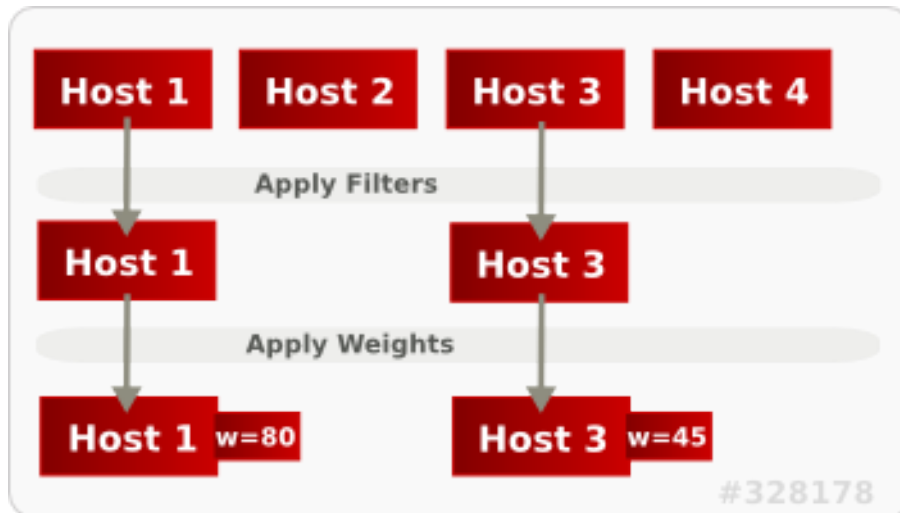 Host 1 Host 2 Host 3 Host 4
Apply Filters
Host 1 Host 3
Apply Weights
Host 1 w=80 Host 3 w=45
#328178